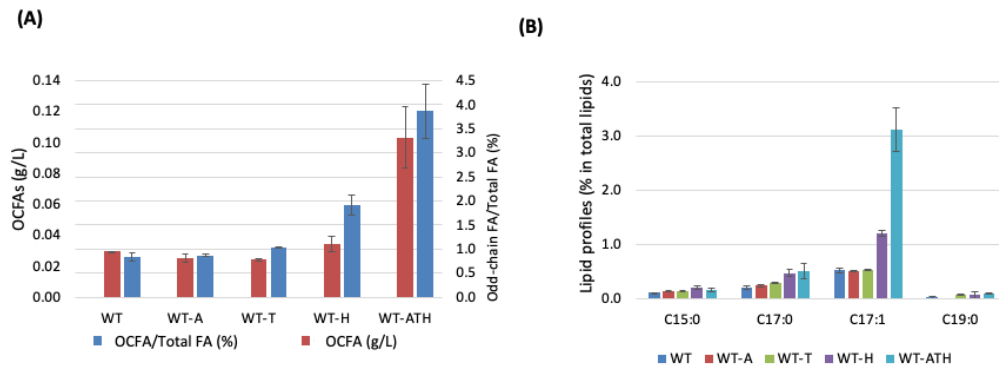 (A)
OCFAs (g/L)
0.14
0.12
0.10
0.08
0.06
0.04
0.02
0.00
4.5
4.0
3.5
3.0
2.5
2.0
1.5
1.0
0.5
0.0
Odd-chain FA/Total FA (%)
WT WT-A WT-T WT-H WT-ATH
OCFA/Total FA (%) OCFA (g/L)
(B)
Lipid profiles (% in total lipids)
4.0
3.0
2.0
1.0
0.0
C15:0 C17:0 C17:1 C19:0
WT WT-A WT-T WT-H WT-ATH